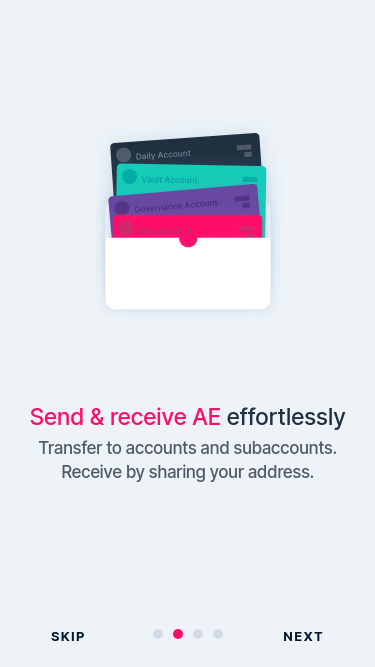 Daily Account
Vault Account
Governance Account
Send & receive AE effortlessly
Transfer to accounts and subaccounts.
Receive by sharing your address.
SKIP
NEXT